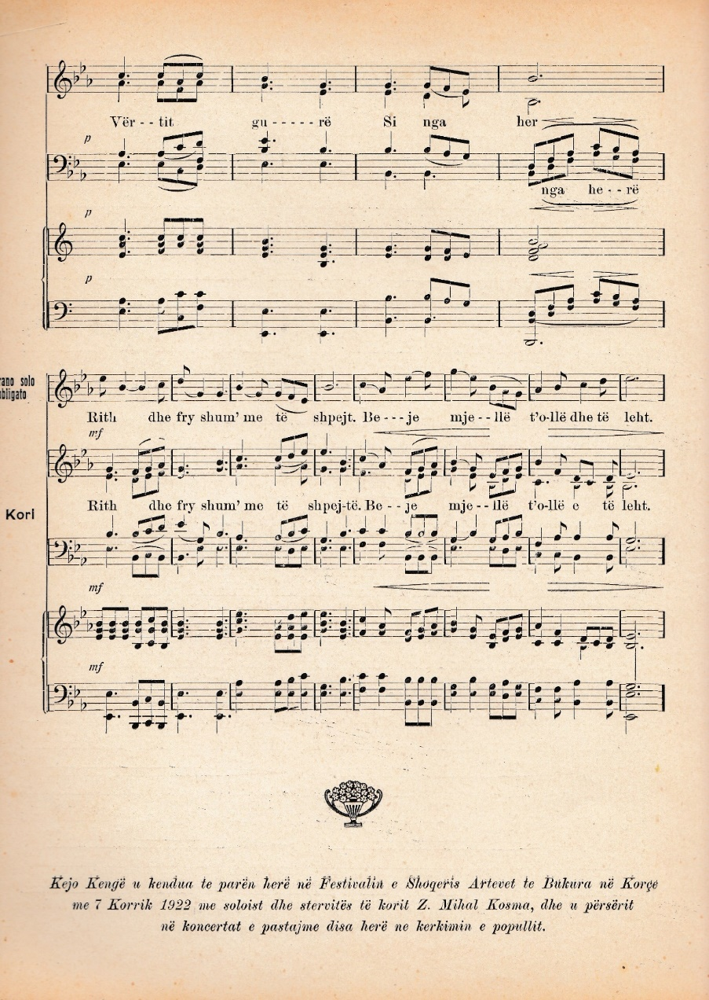 Vër - - tit gu - - - - - rë Si nga her
p
nga he - - rë
p
p
rano solo
obligato
Rith dhe fry shum' me të shpejt. Be - - - je mje - - llë t'o-llë dhe të leht.
mf
Rith dhe fry shum' me të shpej-të. Be - - je mje - - llë t'o-llë e të leht.
Kori
mf
mf
Kejo Kengë u kendua te parën herë në Festivalin e Shoqeris Artevet te Bukura në Korçë
me 7 Korrik 1922 me soloist dhe stervitës të korit Z. Mihal Kosma, dhe u përsërit
në koncertat e pastajme disa herë ne kerkimin e popullit.